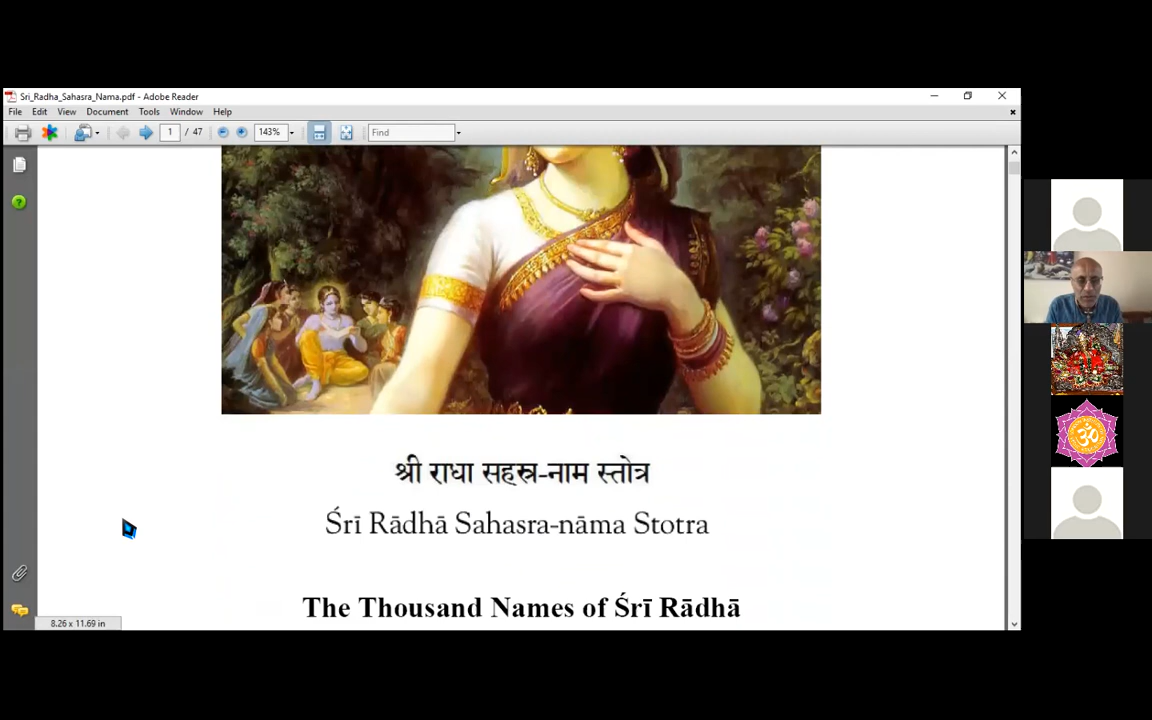 Sri_Radha_Sahasra_Nama.pdf - Adobe Reader
File Edit View Document Tools Window Help
1 / 47 143% Find
श्री राधा सहस्र-नाम स्तोत्र
Śrī Rādhā Sahasra-nāma Stotra
The Thousand Names of Śrī Rādhā
8.26 x 11.69 in
ॐ